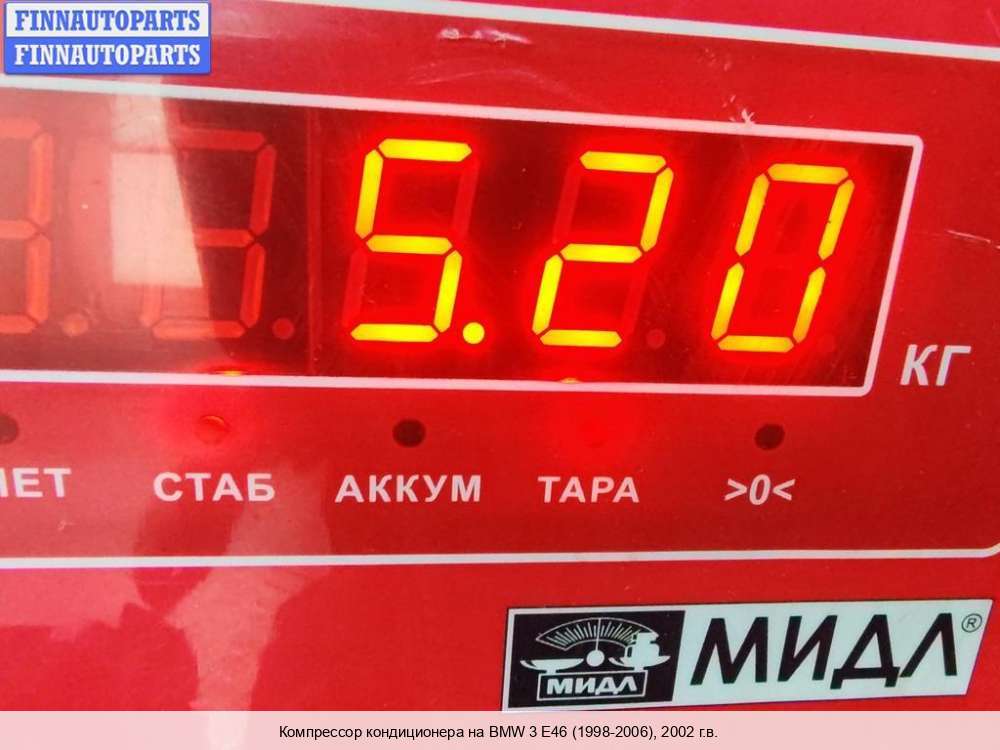 FINNAUTOPARTS
FINNAUTOPARTS
5.20
КГ
СТАБ АККУМ ТАРА >0<
МИДЛ МИДЛ®
Компрессор кондиционера на BMW 3 E46 (1998-2006), 2002 г.в.